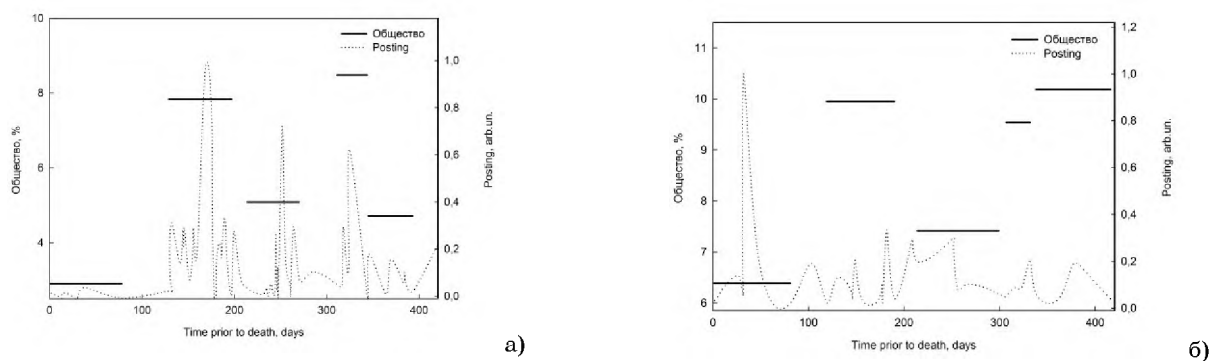 10
8
6
4
Общество, %
0
100
200
300
400
Time prior to death, days
1,0
0,8
0,6
0,4
0,2
0,0
Posting, arb.un.
Общество
Posting
а)
11
10
9
8
7
6
Общество, %
0
100
200
300
400
Time prior to death, days
1,2
1,0
0,8
0,6
0,4
0,2
0,0
Posting, arb.un.
Общество
Posting
б)